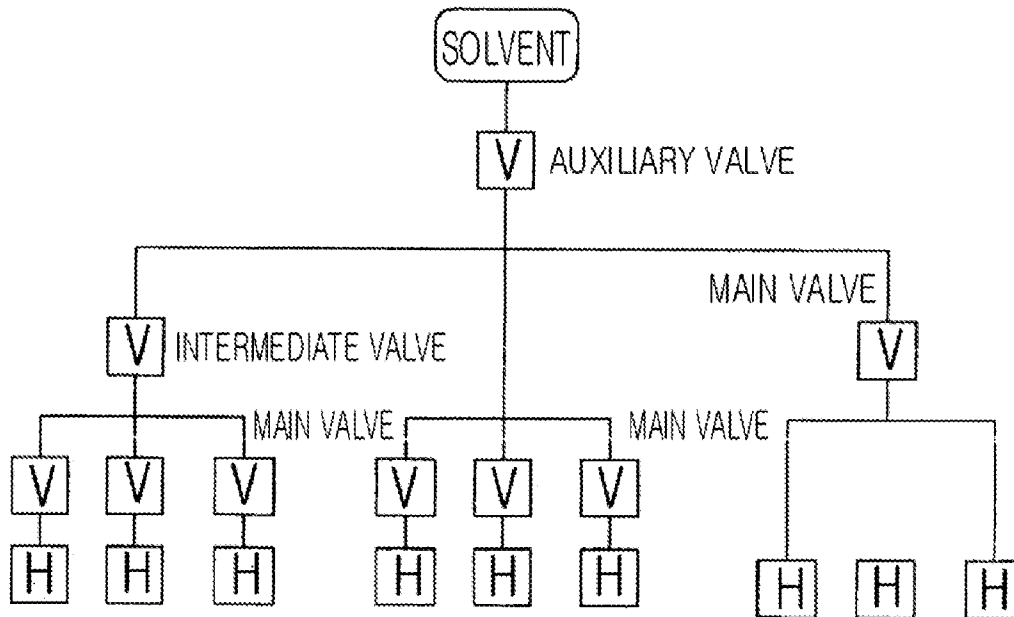 SOLVENT
V AUXILIARY VALVE
MAIN VALVE
V INTERMEDIATE VALVE V
MAIN VALVE MAIN VALVE
V V V V V V
H H H H H H H H H